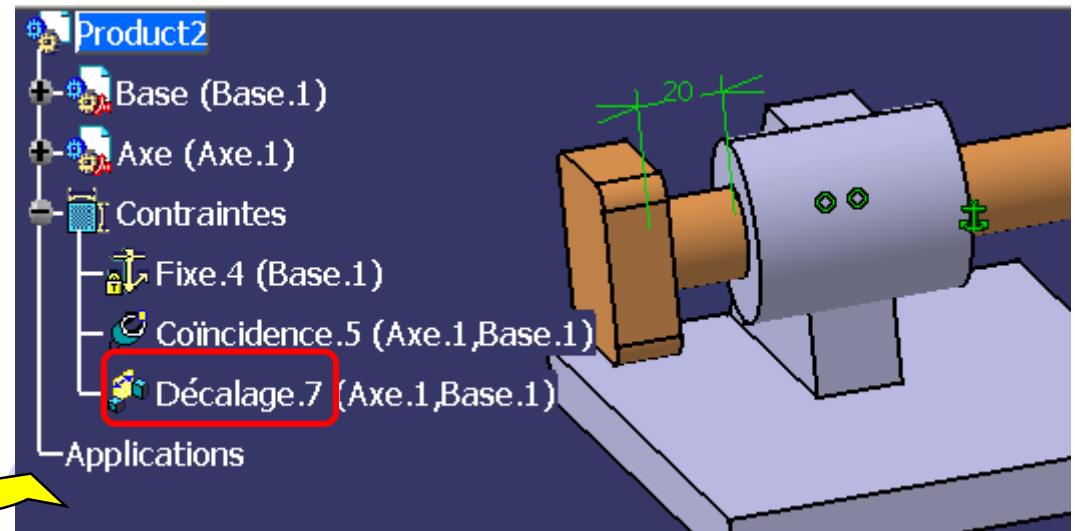 Product2
Base (Base.1)
Axe (Axe.1)
Contraintes
Fixe.4 (Base.1)
Coïncidence.5 (Axe.1,Base.1)
Décalage.7 (Axe.1,Base.1)
Applications
20